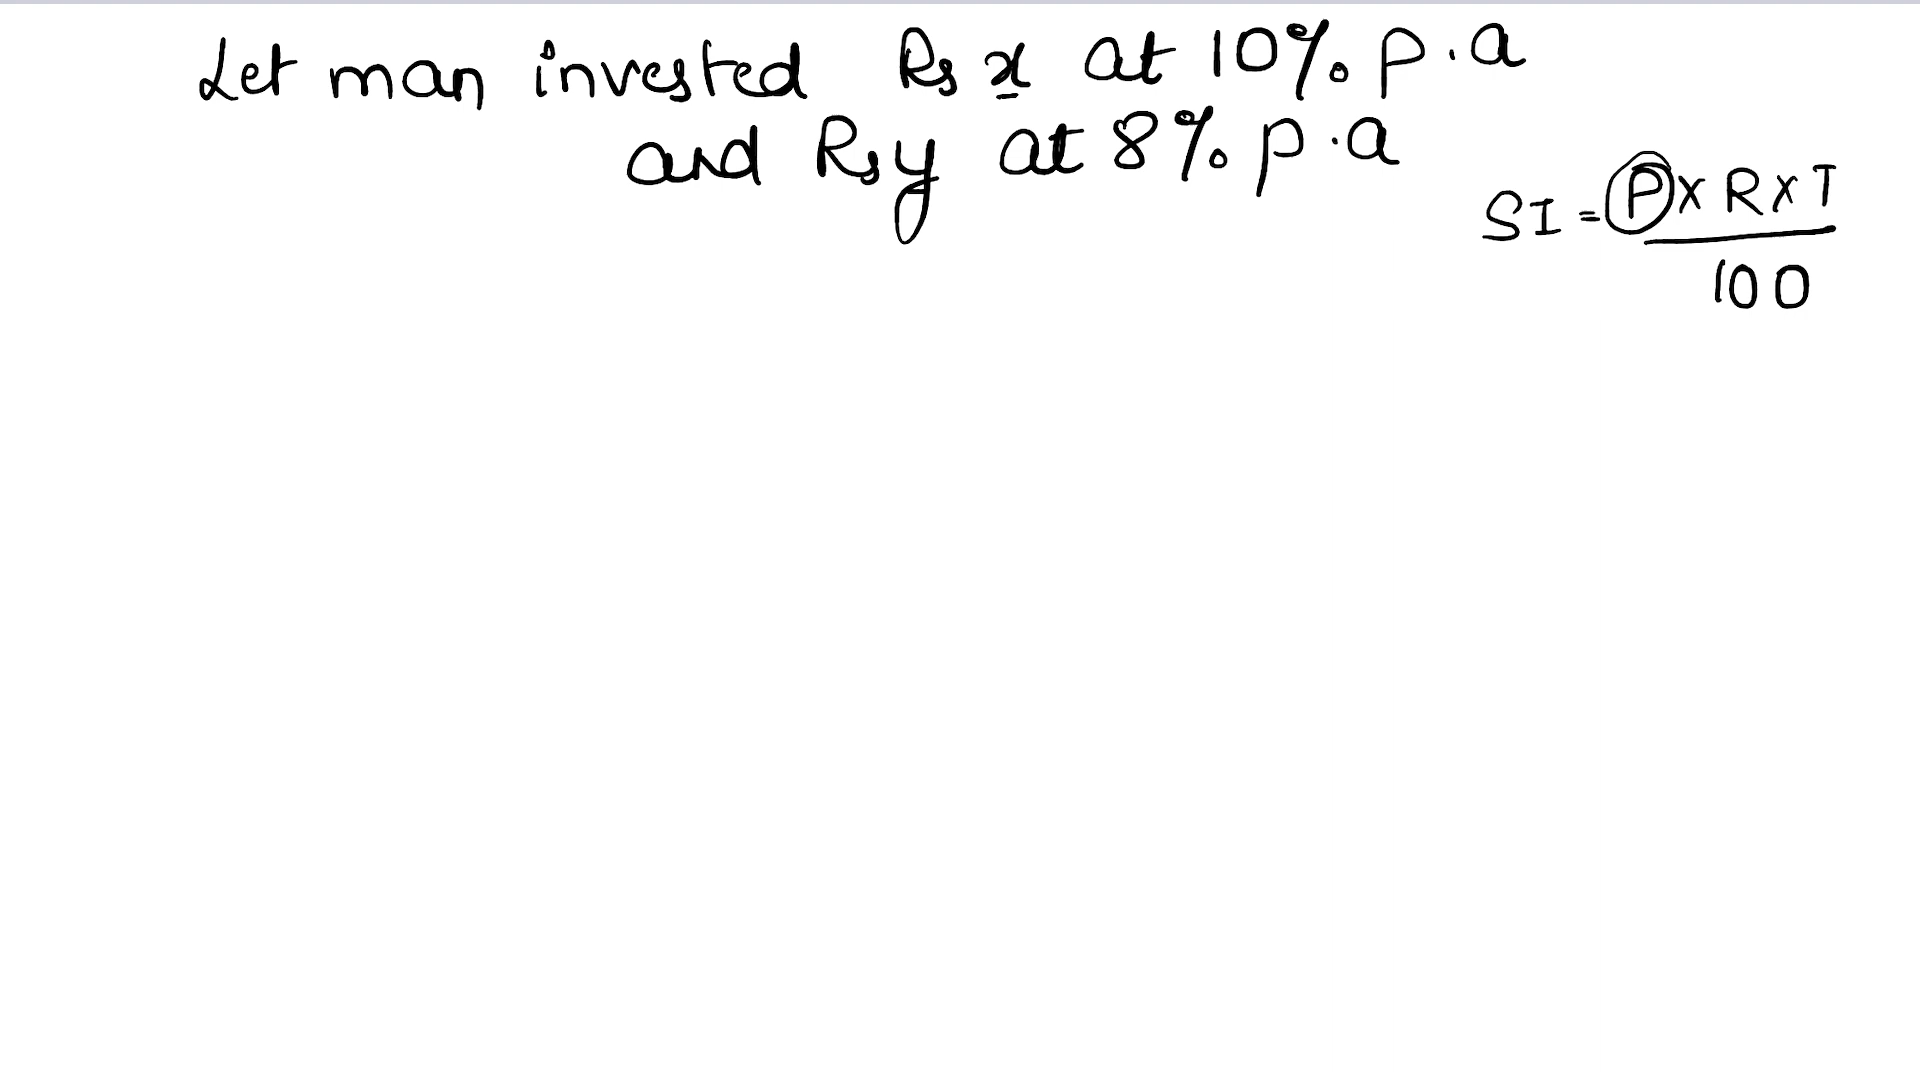 Let man invested Rs x at 10% p.a
and Rs y at 8% p.a
SI = P x R x T
100